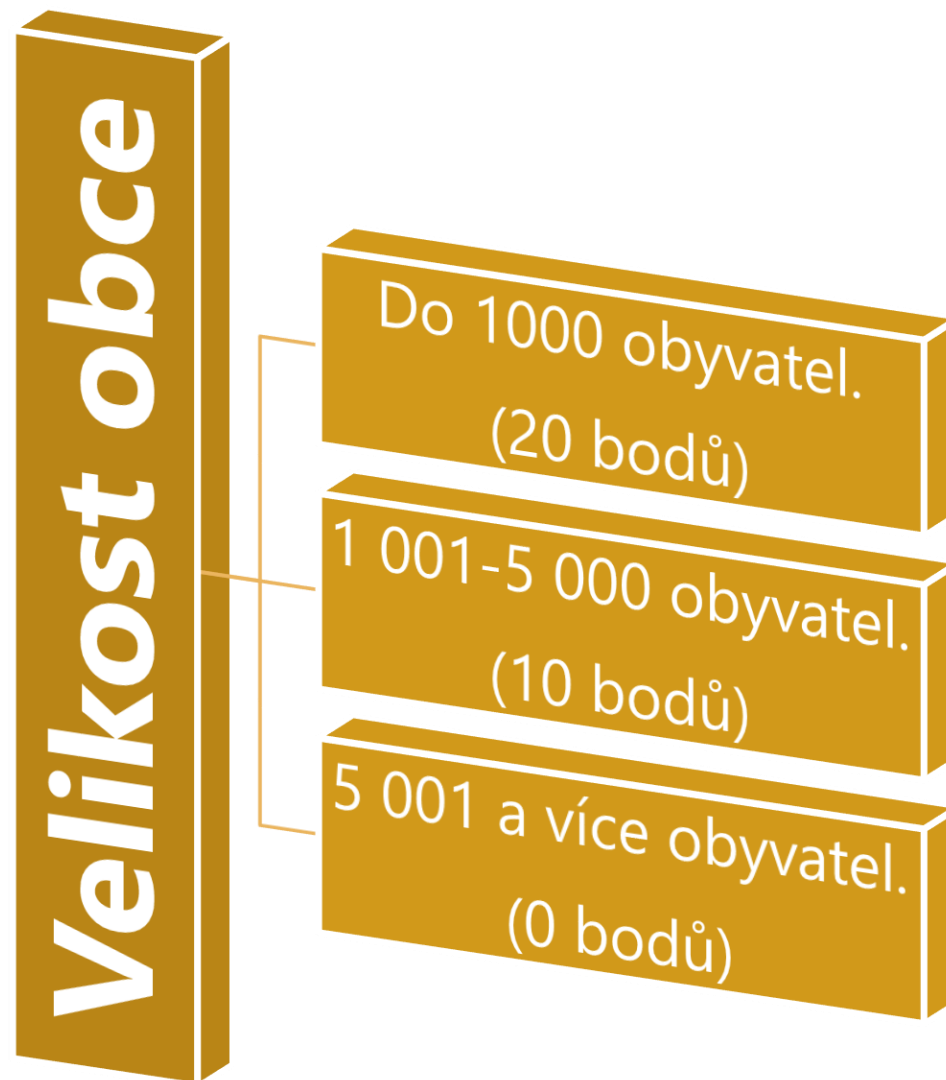 Velikost obce
Do 1000 obyvatel.
(20 bodů)
1 001-5 000 obyvatel.
(10 bodů)
5 001 a více obyvatel.
(0 bodů)